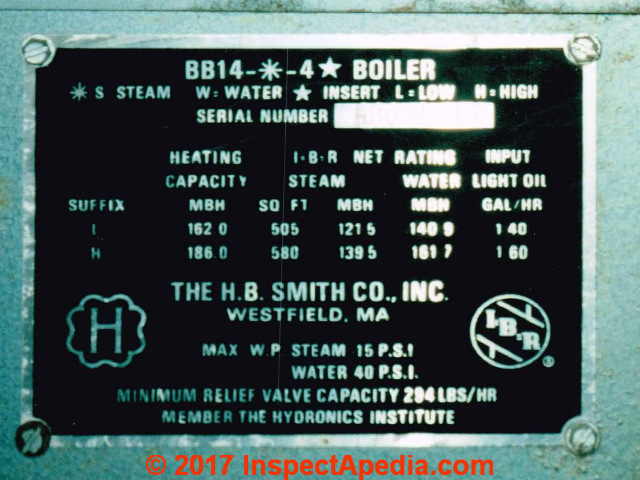 BB14-✳-4★ BOILER
✳ S STEAM W=WATER ★ INSERT L=LOW H=HIGH
SERIAL NUMBER
HEATING I=B=R NET RATING INPUT
CAPACITY STEAM WATER LIGHT OIL
SUFFIX MBH SQ FT MBH MBH GAL/HR
L 162.0 505 121.5 140.9 1.40
H 186.0 580 139.5 161.7 1.60
THE H.B. SMITH CO., INC.
WESTFIELD, MA
H
I=B=R
®
MAX W.P. STEAM 15 P.S.I
WATER 40 P.S.I.
MINIMUM RELIEF VALVE CAPACITY 294 LBS/HR
MEMBER THE HYDRONICS INSTITUTE
© 2017 InspectApedia.com